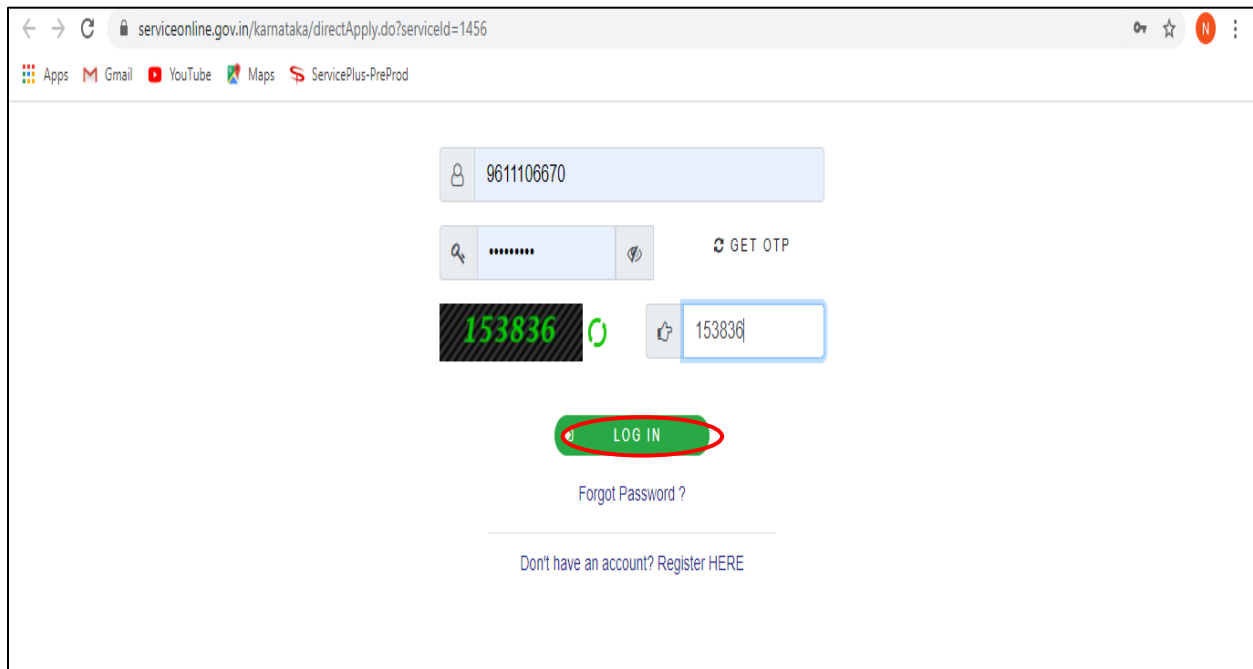 serviceonline.gov.in/karnataka/directApply.do?serviceId=1456
N
Apps Gmail YouTube Maps ServicePlus-PreProd
9611106670
••••••••• GET OTP
153836 153836
LOG IN
Forgot Password ?
Don't have an account? Register HERE